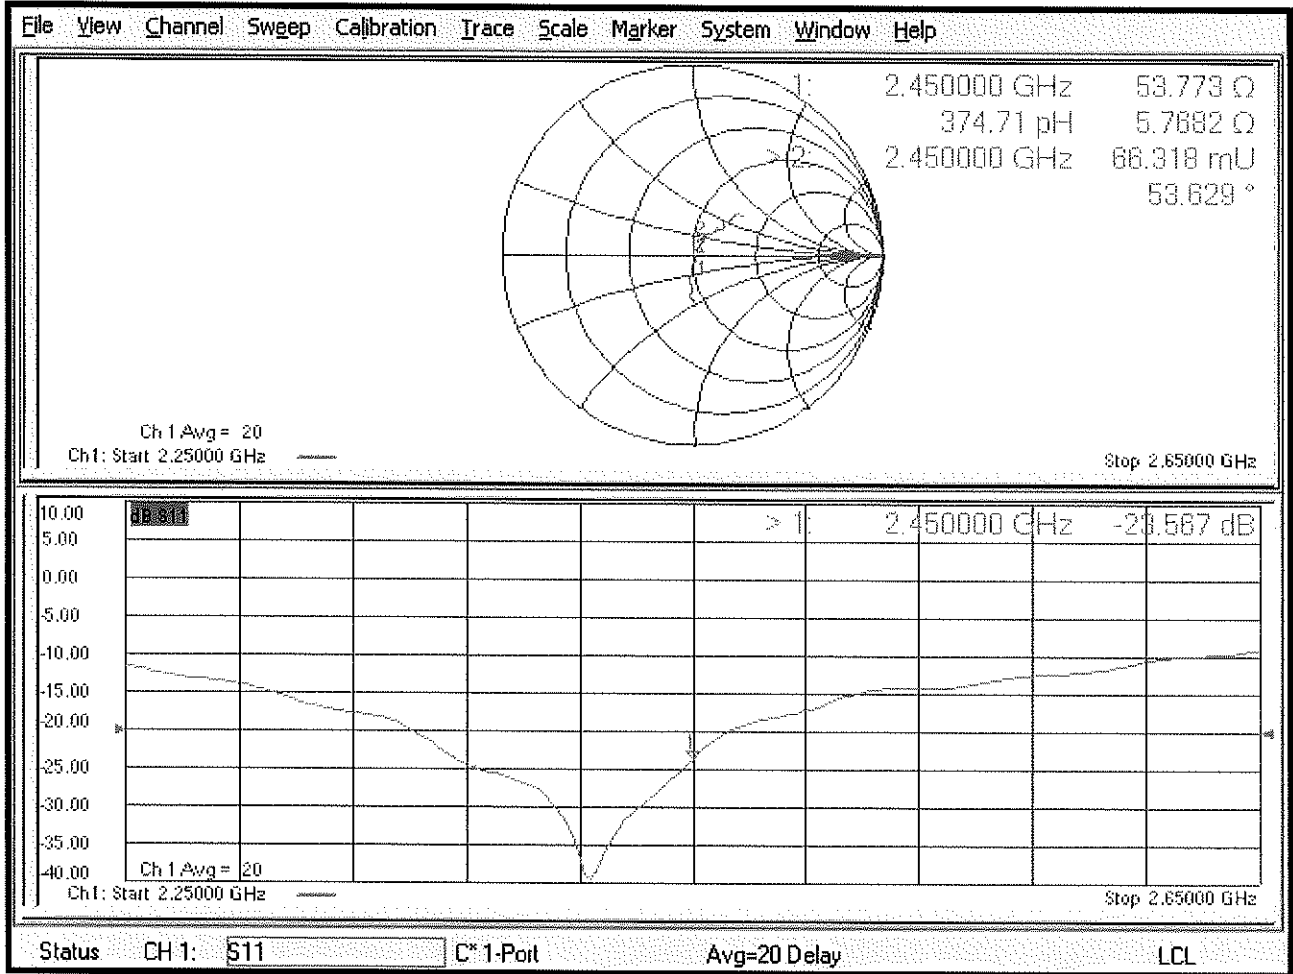 File View Channel Sweep Calibration Trace Scale Marker System Window Help
1: 2.450000 GHz 53.773 Ω
374.71 pH 5.7682 Ω
> 2: 2.450000 GHz 66.318 mU
53.629 °
Ch 1 Avg = 20
Ch1: Start 2.25000 GHz
Stop 2.65000 GHz
10.00
dB S11
> 1: 2.450000 GHz -23.587 dB
5.00
0.00
-5.00
-10.00
-15.00
-20.00
-25.00
-30.00
-35.00
-40.00
Ch 1 Avg = 20
Ch1: Start 2.25000 GHz
Stop 2.65000 GHz
Status CH 1: S11 C* 1-Port Avg=20 Delay LCL